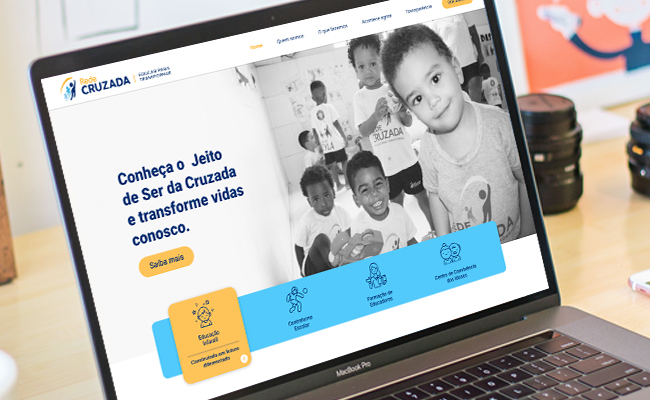 Rede
CRUZADA
EDUCAR PARA
TRANSFORMAR
Home
Quem somos
O que fazemos
Acontece agora
Transparência
Conheça o Jeito
de Ser da Cruzada
e transforme vidas
conosco.
Saiba mais
Educação
Infantil
Construindo um futuro
diferenciado
Contraturno
Escolar
Formação de
Educadores
Centro de Convivência
dos Idosos
REDE
CRUZADA
MacBook Pro